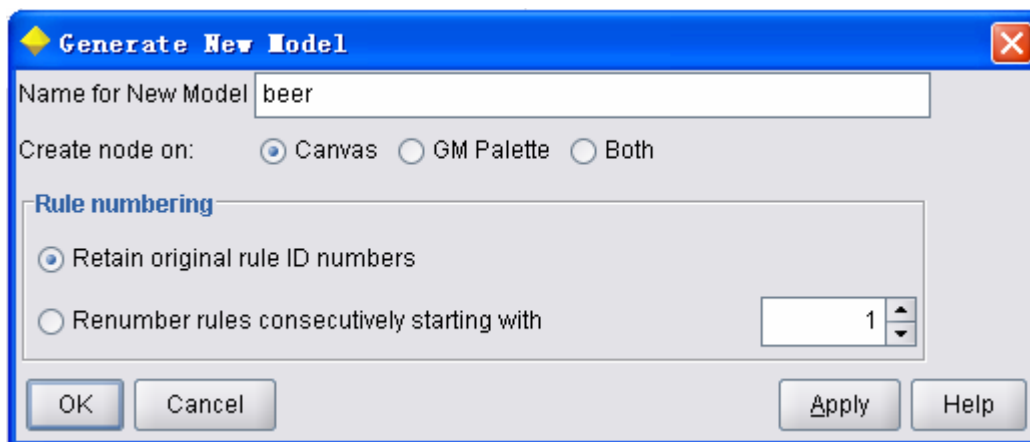 Generate New Model
Name for New Model beer
Create node on: Canvas GM Palette Both
Rule numbering
Retain original rule ID numbers
Renumber rules consecutively starting with 1
OK Cancel Apply Help